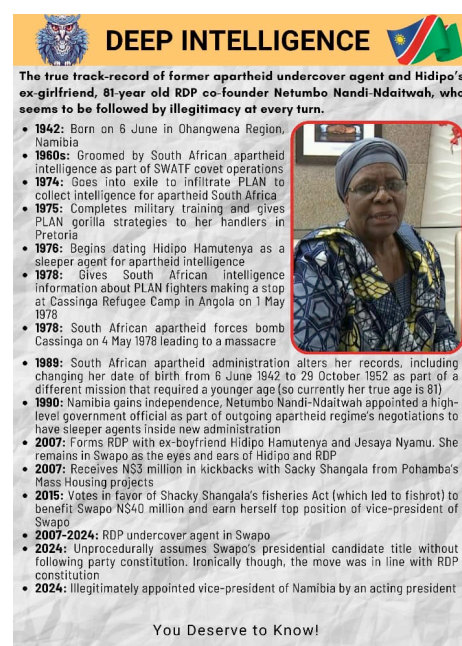 DEEP INTELLIGENCE
The true track-record of former apartheid undercover agent and Hidipo's
ex-girlfriend, 81-year old RDP co-founder Netumbo Nandi-Ndaitwah, who
seems to be followed by illegitimacy at every turn.
• 1942: Born on 6 June in Ohangwena Region,
Namibia
• 1960s: Groomed by South African apartheid
intelligence as part of SWATF covet operations
• 1974: Goes into exile to infiltrate PLAN to
collect intelligence for apartheid South Africa
• 1975: Completes military training and gives
PLAN gorilla strategies to her handlers in
Pretoria
• 1976: Begins dating Hidipo Hamutenya as a
sleeper agent for apartheid intelligence
• 1978: Gives South African intelligence
information about PLAN fighters making a stop
at Cassinga Refugee Camp in Angola on 1 May
1978
• 1978: South African apartheid forces bomb
Cassinga on 4 May 1978 leading to a massacre
• 1989: South African apartheid administration alters her records, including
changing her date of birth from 6 June 1942 to 29 October 1952 as part of a
different mission that required a younger age (so currently her true age is 81)
• 1990: Namibia gains independence, Netumbo Nandi-Ndaitwah appointed a high-
level government official as part of outgoing apartheid regime's negotiations to
have sleeper agents inside new administration
• 2007: Forms RDP with ex-boyfriend Hidipo Hamutenya and Jesaya Nyamu. She
remains in Swapo as the eyes and ears of Hidipo and RDP
• 2007: Receives N$3 million in kickbacks with Sacky Shangala from Pohamba's
Mass Housing projects
• 2015: Votes in favor of Shacky Shangala's fisheries Act (which led to fishrot) to
benefit Swapo N$40 million and earn herself top position of vice-president of
Swapo
• 2007-2024: RDP undercover agent in Swapo
• 2024: Unprocedurally assumes Swapo's presidential candidate title without
following party constitution. Ironically though, the move was in line with RDP
constitution
• 2024: Illegitimately appointed vice-president of Namibia by an acting president
You Deserve to Know!